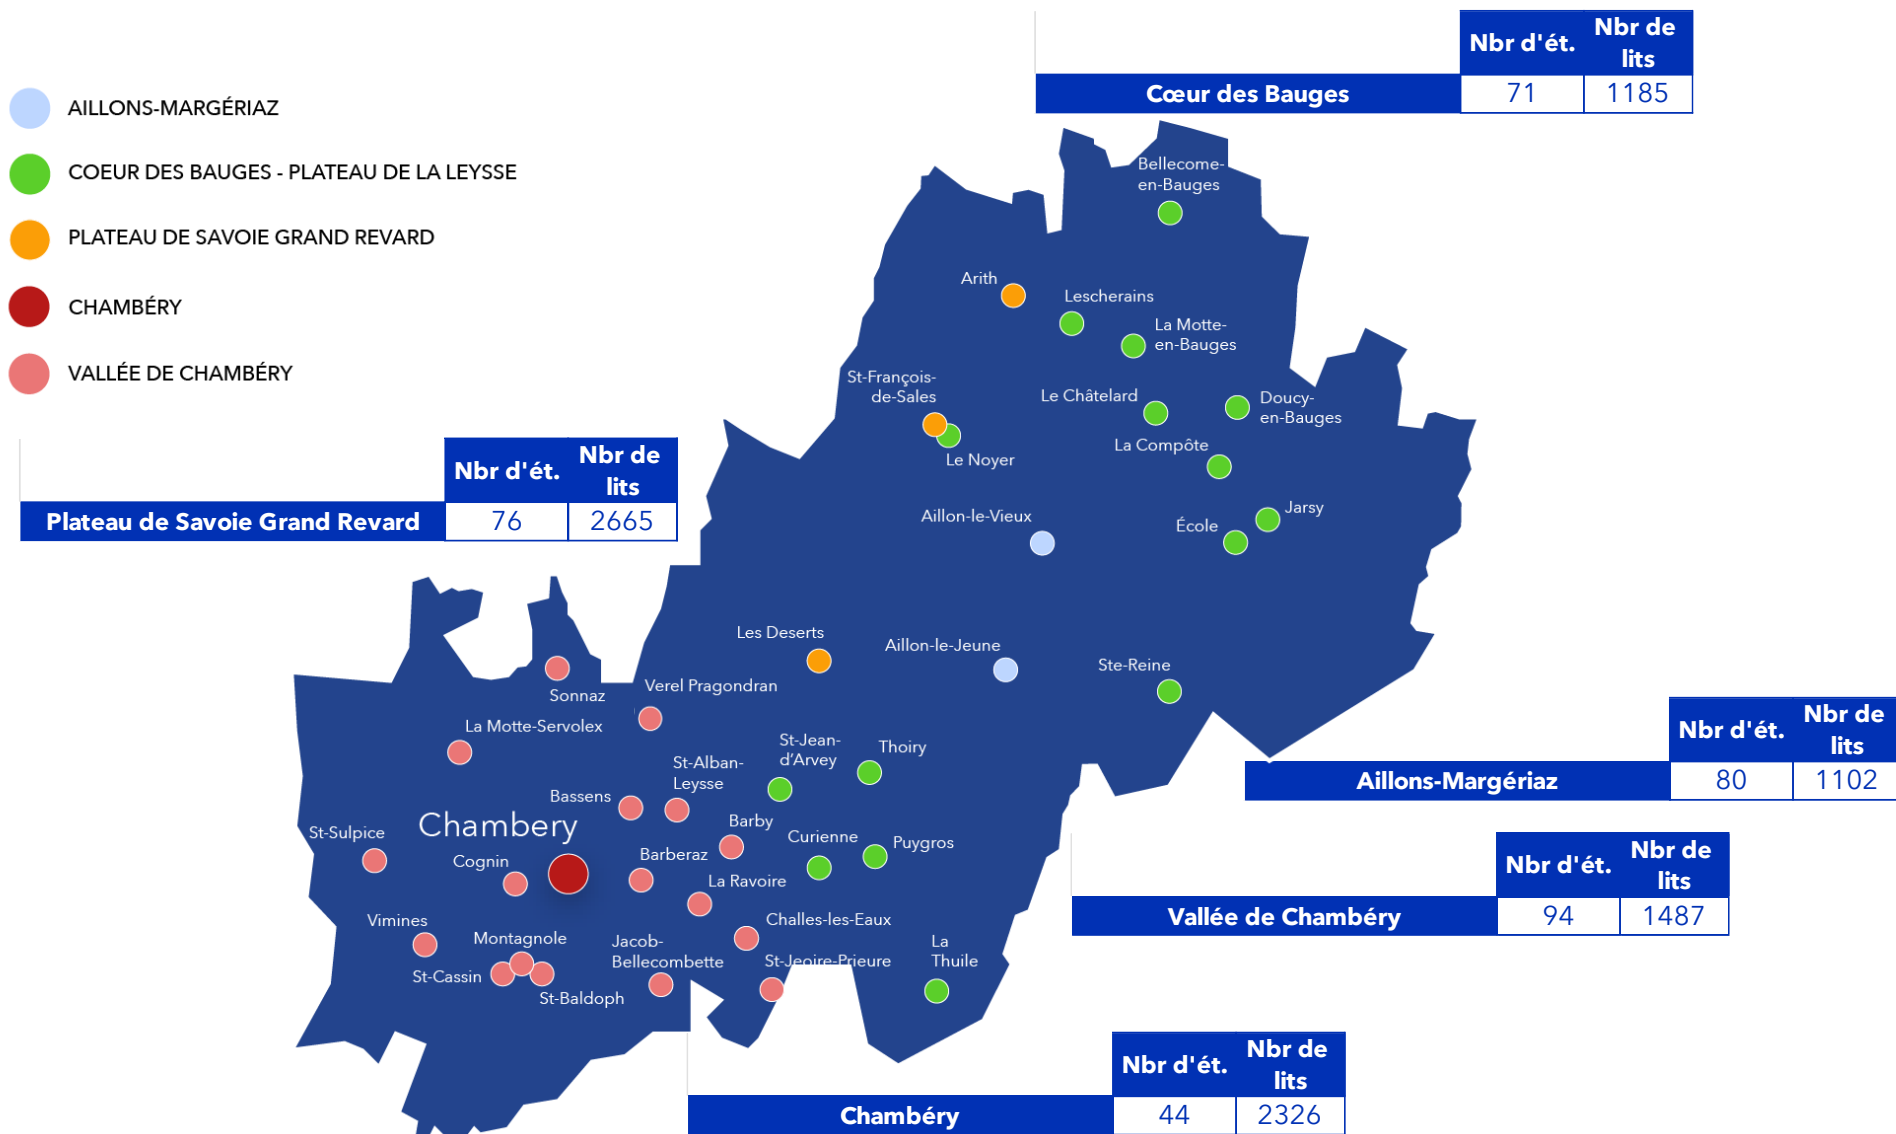 Nbr d'ét.
Nbr de
lits
Cœur des Bauges
71
1185
AILLONS-MARGÉRIAZ
COEUR DES BAUGES - PLATEAU DE LA LEYSSE
PLATEAU DE SAVOIE GRAND REVARD
CHAMBÉRY
VALLÉE DE CHAMBÉRY
Bellecome-
en-Bauges
Arith
Lescherains
La Motte-
en-Bauges
St-François-
de-Sales
Le Châtelard
Doucy-
en-Bauges
La Compôte
Le Noyer
Nbr d'ét.
Nbr de
lits
Plateau de Savoie Grand Revard
76
2665
Aillon-le-Vieux
Jarsy
École
Les Deserts
Aillon-le-Jeune
Ste-Reine
Sonnaz
Verel Pragondran
La Motte-Servolex
St-Jean-
d’Arvey
Thoiry
St-Alban-
Leysse
Bassens
Nbr d'ét.
Nbr de
lits
Aillons-Margériaz
80
1102
Chambery
St-Sulpice
Barby
Curienne
Puygros
Cognin
Barberaz
La Ravoire
Nbr d'ét.
Nbr de
lits
Vallée de Chambéry
94
1487
Vimines
Challes-les-Eaux
Montagnole
Jacob-
Bellecombette
La
Thuile
St-Jeoire-Prieure
St-Cassin
St-Baldoph
Nbr d'ét.
Nbr de
lits
Chambéry
44
2326